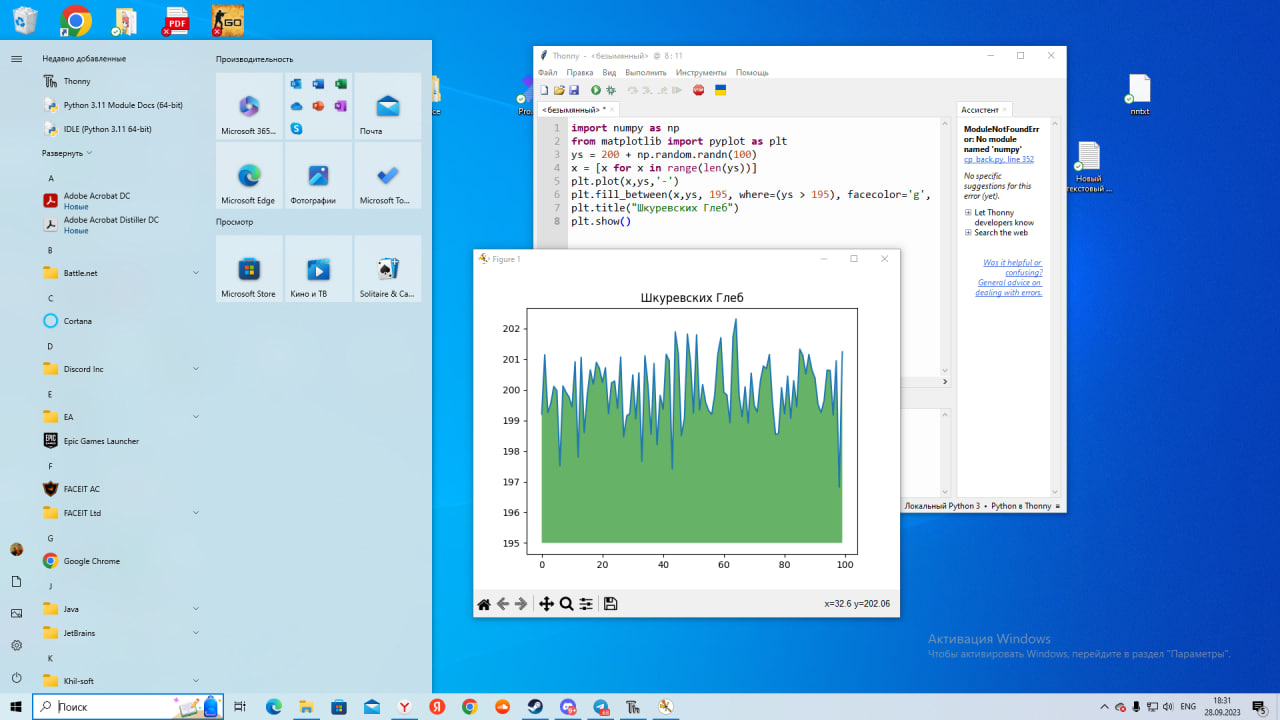 PDF
GO
Недавно добавленные
Thonny
Python 3.11 Module Docs (64-bit)
IDLE (Python 3.11 64-bit)
Развернуть
A
Adobe Acrobat DC
Новые
Adobe Acrobat Distiller DC
Новые
B
Battle.net
C
Cortana
D
Discord Inc
E
EA
Epic Games Launcher
F
FACEIT AC
FACEIT Ltd
G
Google Chrome
J
Java
JetBrains
K
Khil-soft
Производительность
Microsoft 365...
Почта
Microsoft Edge
Фотографии
Microsoft To...
Просмотр
Microsoft Store
Кино и ТВ
Solitaire & Ca...
Thonny - <безымянный> @ 8:11
Файл Правка Вид Выполнить Инструменты Помощь
<безымянный> *
1 import numpy as np
2 from matplotlib import pyplot as plt
3 ys = 200 + np.random.randn(100)
4 x = [x for x in range(len(ys))]
5 plt.plot(x,ys,'-')
6 plt.fill_between(x,ys, 195, where=(ys > 195), facecolor='g',
7 plt.title("Шкуревских Глеб")
8 plt.show()
Ассистент
ModuleNotFoundErr
or: No module
named 'numpy'
cp_back.py, line 352
No specific
suggestions for this
error (yet).
Let Thonny
developers know
Search the web
Was it helpful or
confusing?
General advice on
dealing with errors.
Локальный Python 3 • Python в Thonny ≡
Figure 1
Шкуревских Глеб
202
201
200
199
198
197
196
195
0 20 40 60 80 100
x=32.6 y=202.06
nntxt
Новый
текстовый ...
Активация Windows
Чтобы активировать Windows, перейдите в раздел "Параметры".
Поиск
ENG
18:31
28.09.2023